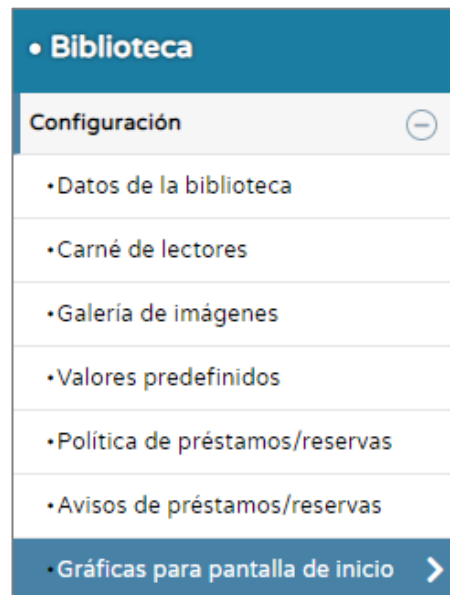 • Biblioteca
Configuración
•Datos de la biblioteca
•Carné de lectores
•Galería de imágenes
•Valores predefinidos
•Política de préstamos/reservas
•Avisos de préstamos/reservas
•Gráficas para pantalla de inicio